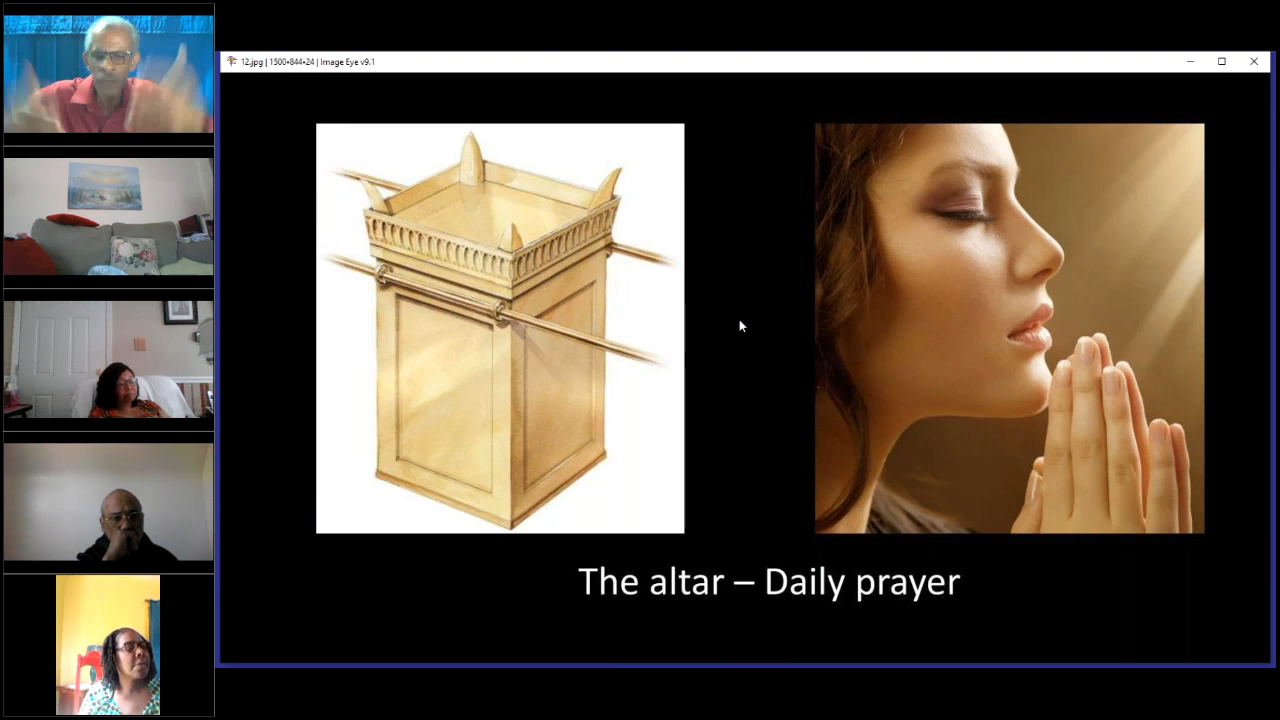 12.jpg | 1500×844×24 | Image Eye v9.1
The altar – Daily prayer